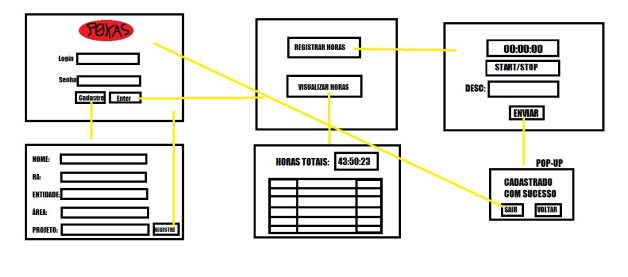 POXAS
Login
Senha
Cadastre Enter
REGISTRAR HORAS
VISUALIZAR HORAS
00:00:00
START/STOP
DESC:
ENVIAR
NOME:
RA:
ENTIDADE:
ÁREA:
PROJETO: REGISTRE
HORAS TOTAIS: 43:50:23
POP-UP
CADASTRADO
COM SUCESSO
SAIR VOLTAR